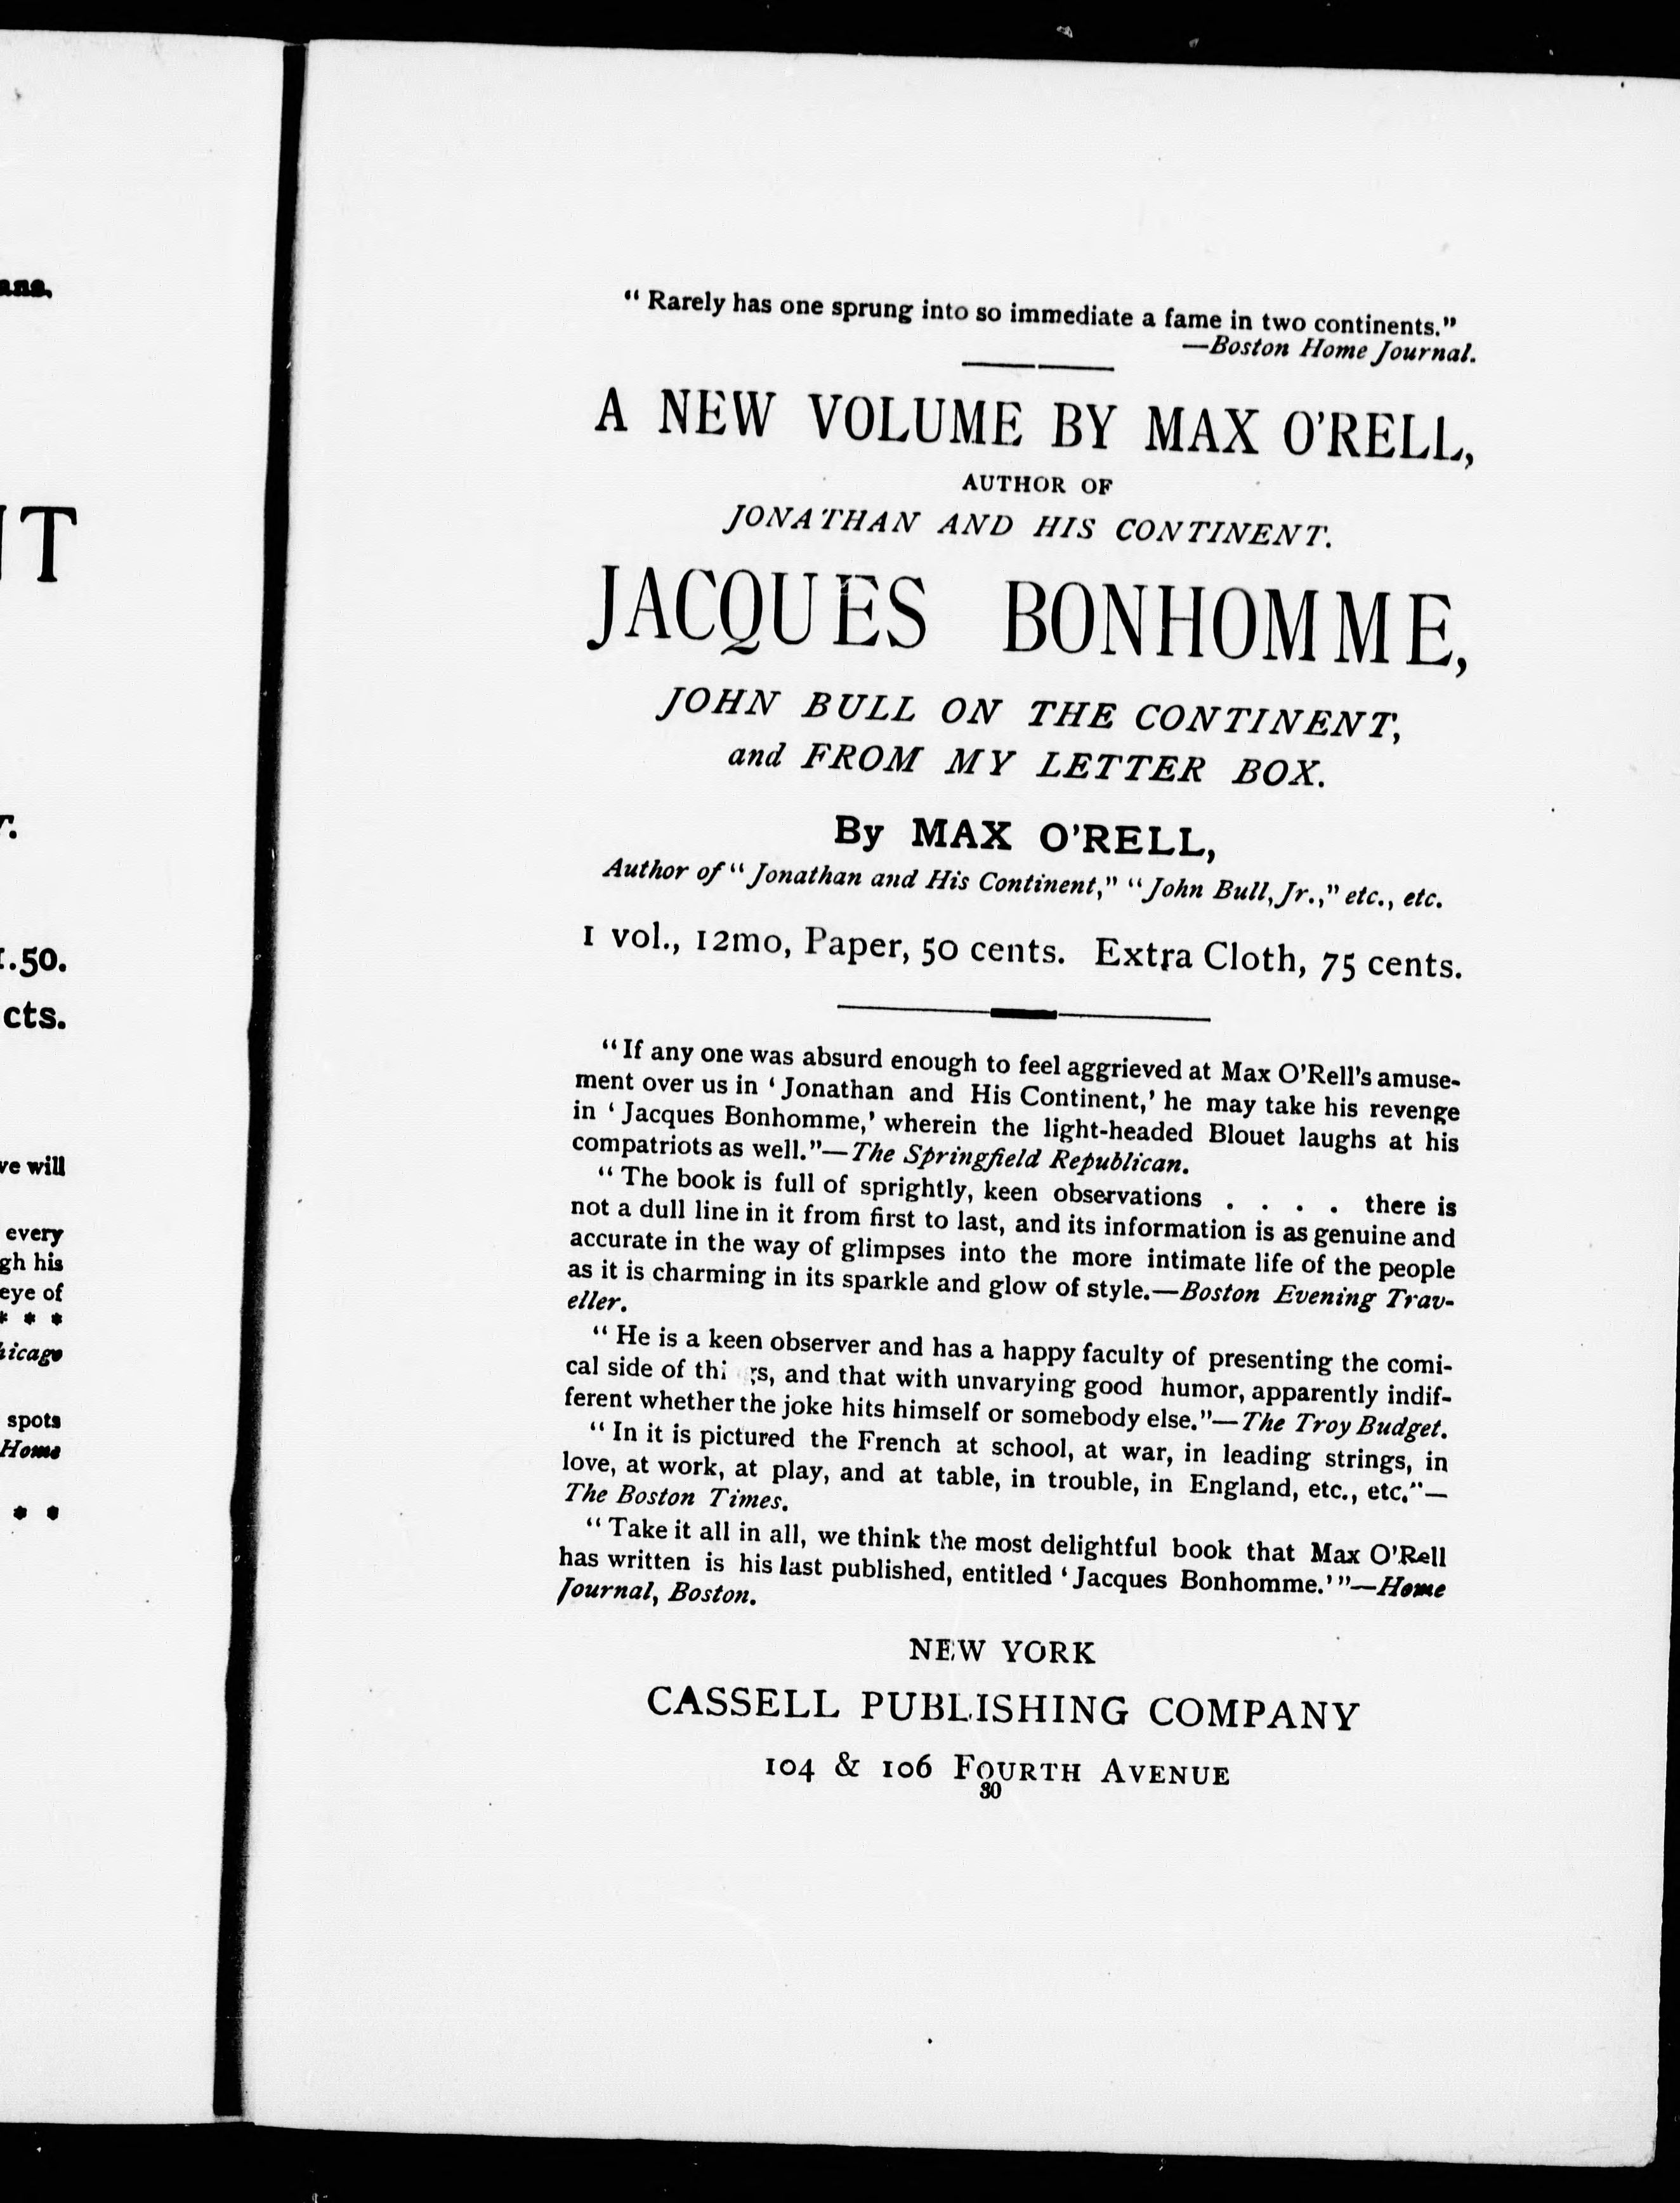 ans.
NT
r.
1.50.
cts.
we will
every
gh his
eye of
* * *
hicago
spots
Home
* *
“ Rarely has one sprung into so immediate a fame in two continents.”
—Boston Home Journal.
A NEW VOLUME BY MAX O’RELL,
AUTHOR OF
JONATHAN AND HIS CONTINENT.
JACQUES BONHOMME,
JOHN BULL ON THE CONTINENT,
and FROM MY LETTER BOX.
By MAX O’RELL,
Author of “ Jonathan and His Continent,” “ John Bull, Jr.,” etc., etc.
1 vol., 12mo, Paper, 50 cents. Extra Cloth, 75 cents.
“ If any one was absurd enough to feel aggrieved at Max O’Rell’s amuse-
ment over us in ‘ Jonathan and His Continent,’ he may take his revenge
in ‘ Jacques Bonhomme,’ wherein the light-headed Blouet laughs at his
compatriots as well.”—The Springfield Republican.
“ The book is full of sprightly, keen observations . . . . there is
not a dull line in it from first to last, and its information is as genuine and
accurate in the way of glimpses into the more intimate life of the people
as it is charming in its sparkle and glow of style.—Boston Evening Trav-
eller.
“ He is a keen observer and has a happy faculty of presenting the comi-
cal side of things, and that with unvarying good humor, apparently indif-
ferent whether the joke hits himself or somebody else.”—The Troy Budget.
“ In it is pictured the French at school, at war, in leading strings, in
love, at work, at play, and at table, in trouble, in England, etc., etc.”—
The Boston Times.
“ Take it all in all, we think the most delightful book that Max O’Rell
has written is his last published, entitled ‘ Jacques Bonhomme.’ ”—Home
Journal, Boston.
NEW YORK
CASSELL PUBLISHING COMPANY
104 & 106 FOURTH AVENUE
30